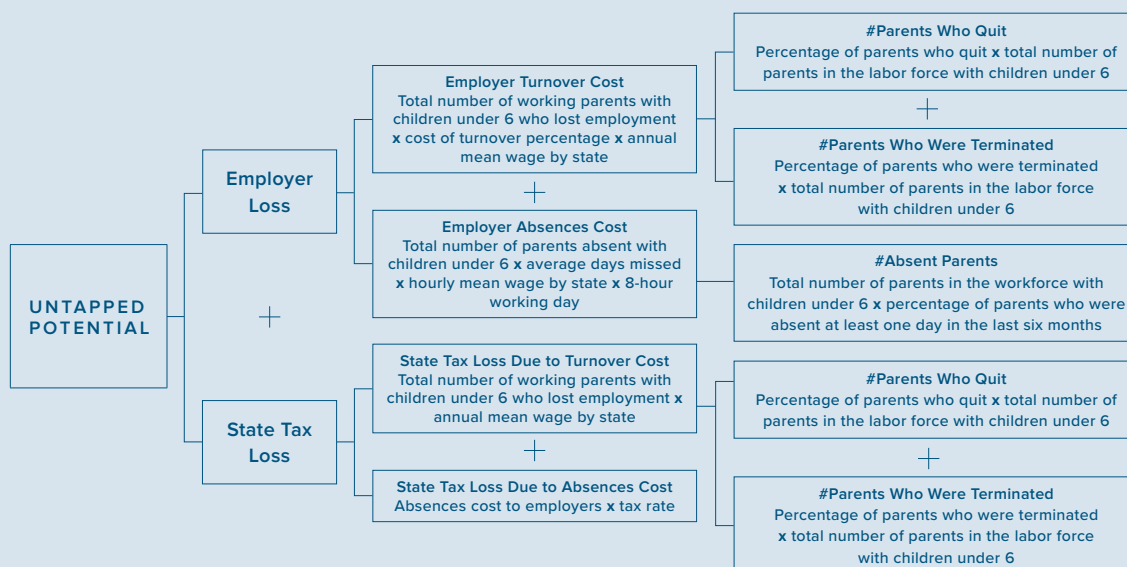 UNTAPPED
POTENTIAL
Employer
Loss
+
State Tax
Loss
Employer Turnover Cost
Total number of working parents with
children under 6 who lost employment
x cost of turnover percentage x annual
mean wage by state
+
Employer Absences Cost
Total number of parents absent with
children under 6 x average days missed
x hourly mean wage by state x 8-hour
working day
State Tax Loss Due to Turnover Cost
Total number of working parents with
children under 6 who lost employment x
annual mean wage by state
+
State Tax Loss Due to Absences Cost
Absences cost to employers x tax rate
#Parents Who Quit
Percentage of parents who quit x total number of
parents in the labor force with children under 6
+
#Parents Who Were Terminated
Percentage of parents who were terminated
x total number of parents in the labor force
with children under 6
#Absent Parents
Total number of parents in the workforce with
children under 6 x percentage of parents who were
absent at least one day in the last six months
#Parents Who Quit
Percentage of parents who quit x total number of
parents in the labor force with children under 6
+
#Parents Who Were Terminated
Percentage of parents who were terminated
x total number of parents in the labor force
with children under 6